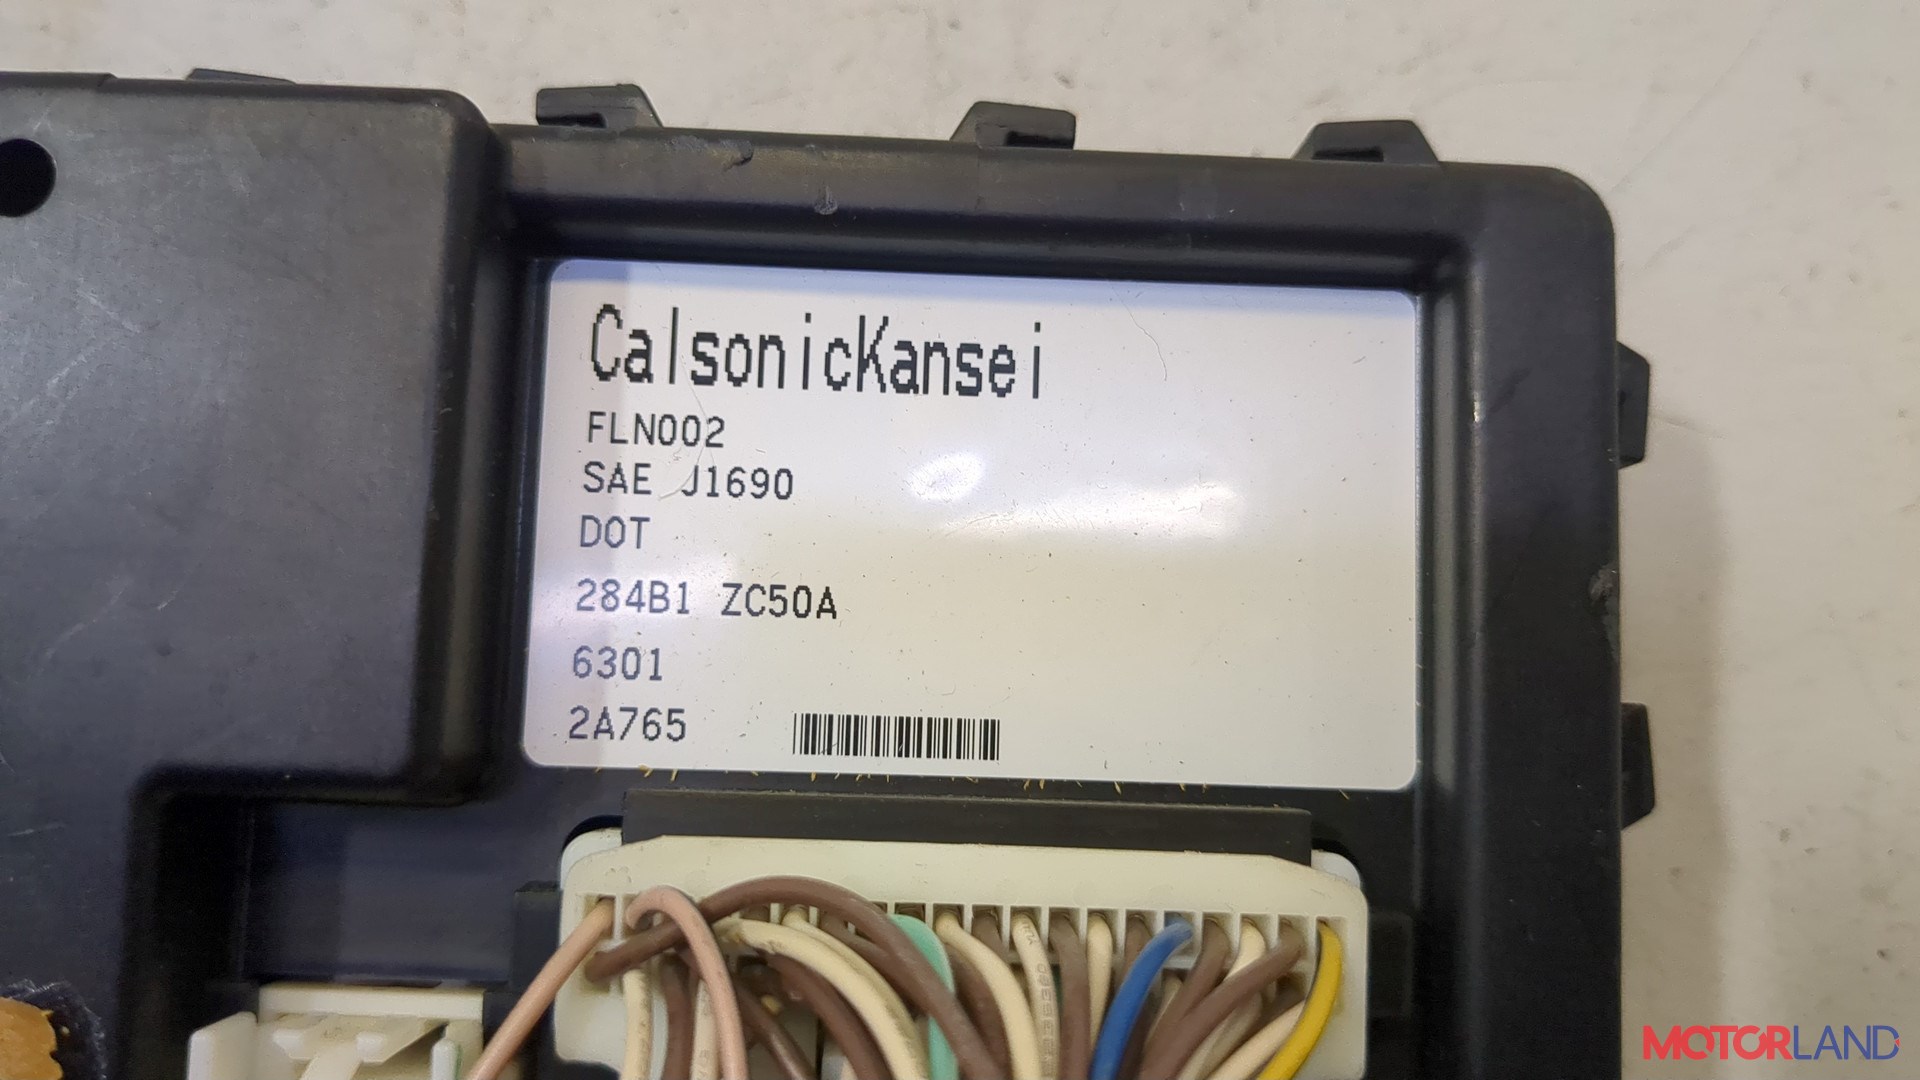 CalsonicKansei
FLN002
SAE J1690
DOT
284B1 ZC50A
6301
2A765
MOTORLAND